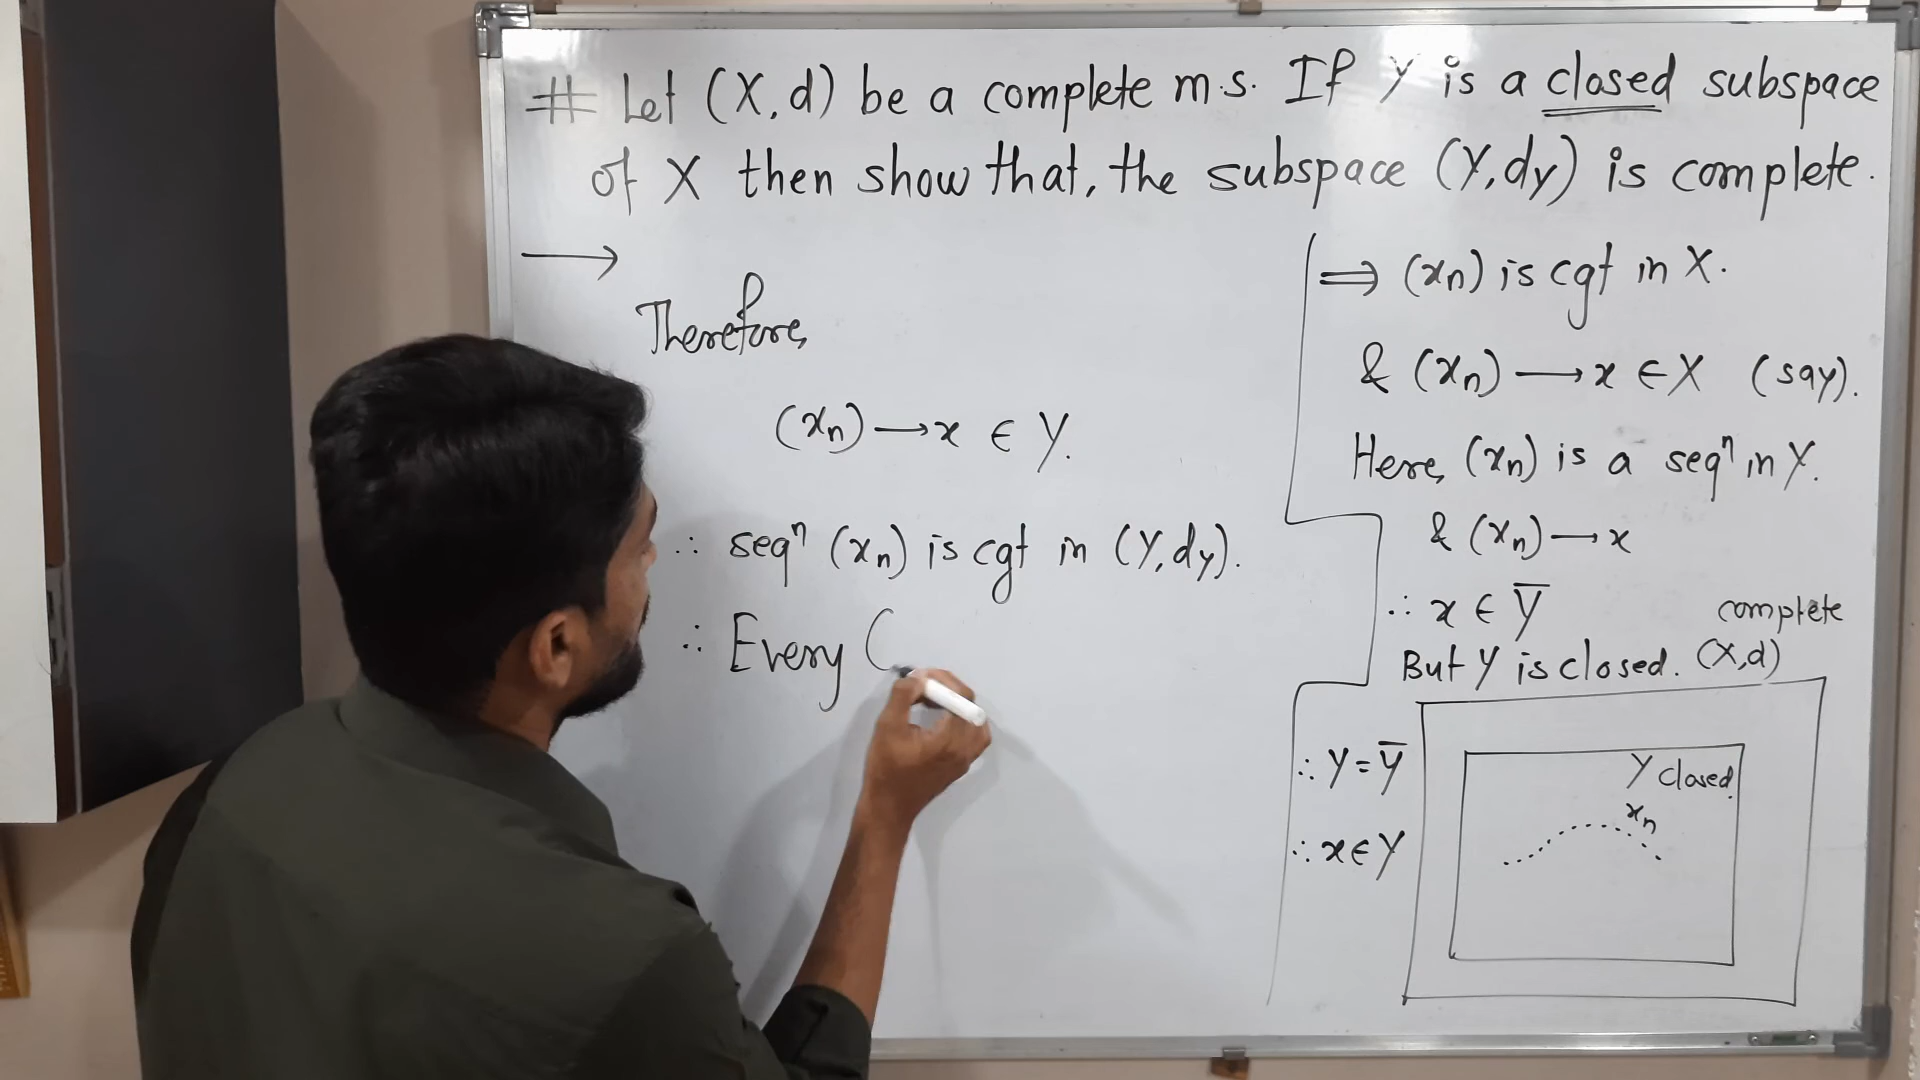 # Let (X,d) be a complete m.s. If Y is a closed subspace
of X then show that, the subspace (Y,dy) is complete.
⟶
Therefore,
(xn) ⟶ x ∈ Y.
∴ seqⁿ (xn) is cgt in (Y,dy).
∴ Every (
⟹ (xn) is cgt in X.
& (xn) ⟶ x ∈ X (say).
Here, (xn) is a seqⁿ in Y.
& (xn) ⟶ x
∴ x ∈ Y̅
But Y is closed.
∴ Y = Y̅
∴ x ∈ Y
complete
(X,d)
Y closed.
xn